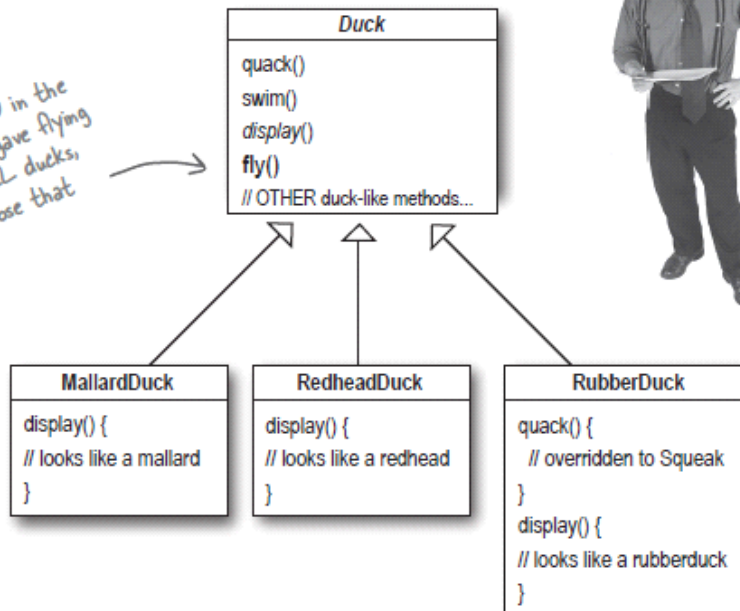 Duck
quack()
swim()
display()
fly()
// OTHER duck-like methods...
in the
gave flying
ducks,
ose that
MallardDuck
display() {
// looks like a mallard
}
RedheadDuck
display() {
// looks like a redhead
}
RubberDuck
quack() {
// overridden to Squeak
}
display() {
// looks like a rubberduck
}